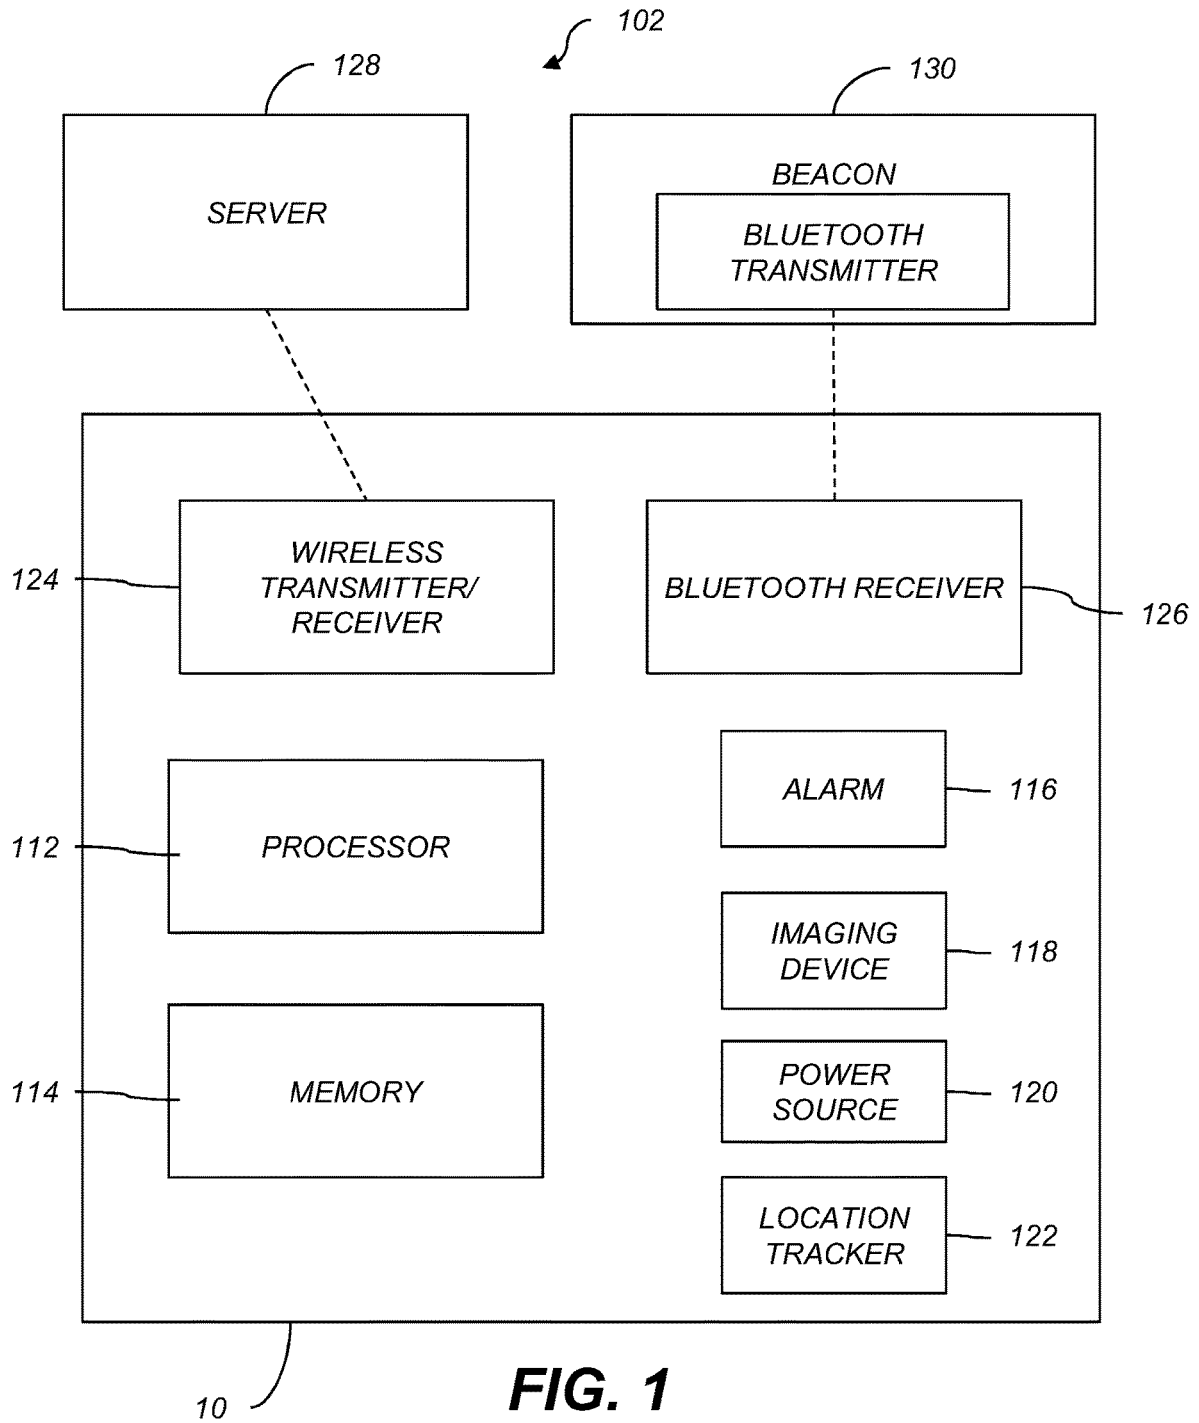 102
128
130
SERVER
BEACON
BLUETOOTH
TRANSMITTER
WIRELESS
TRANSMITTER/
RECEIVER
124
BLUETOOTH RECEIVER
126
ALARM
116
PROCESSOR
112
IMAGING
DEVICE
118
MEMORY
114
POWER
SOURCE
120
LOCATION
TRACKER
122
10
FIG. 1